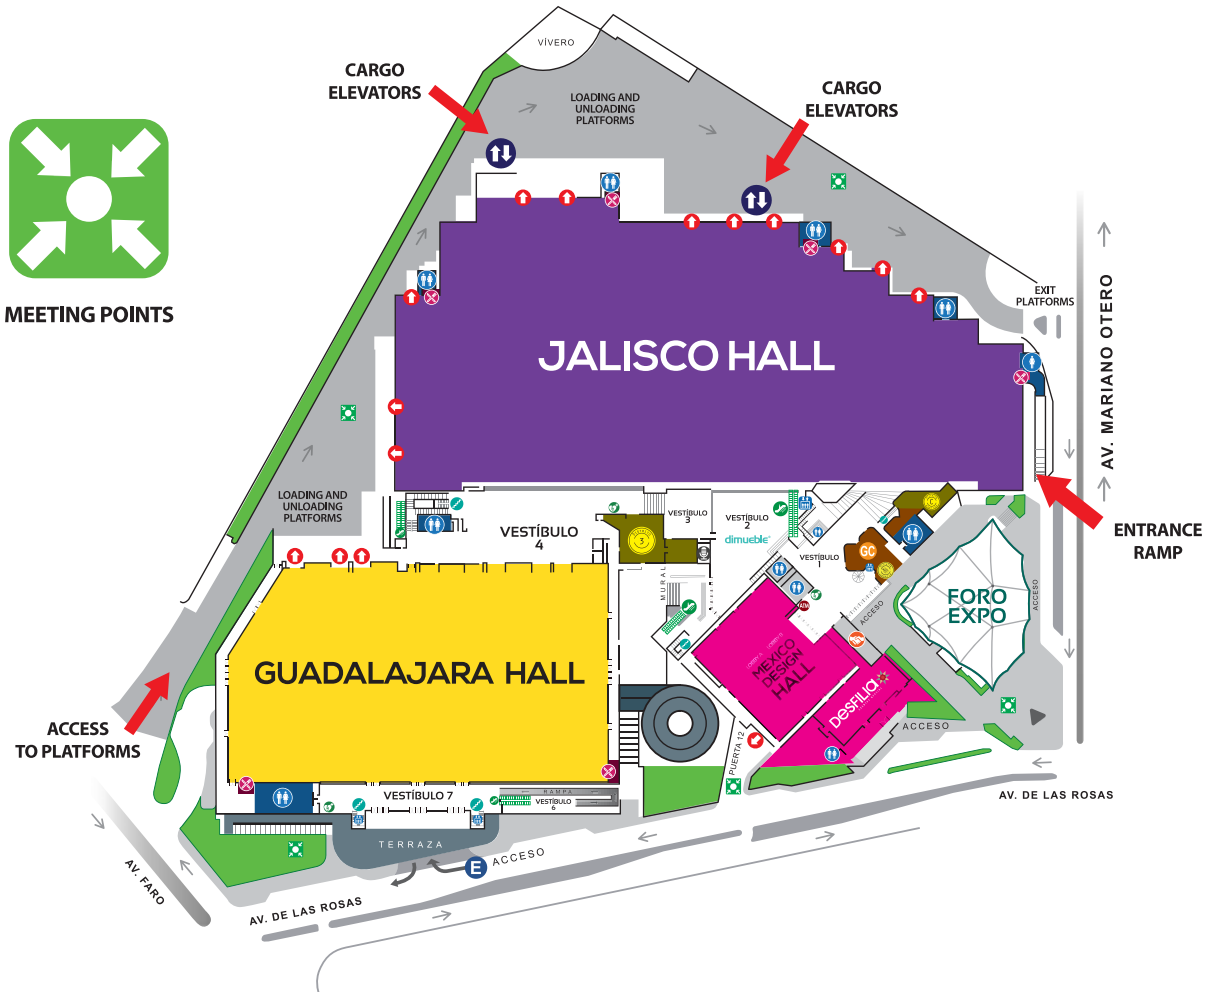 VÍVERO
CARGO
ELEVATORS
CARGO
ELEVATORS
LOADING AND
UNLOADING
PLATFORMS
MEETING POINTS
EXIT
PLATFORMS
AV. MARIANO OTERO
JALISCO HALL
LOADING AND
UNLOADING
PLATFORMS
ENTRANCE
RAMP
VESTÍBULO
4
VESTÍBULO
3
VESTÍBULO
2
dimueble
VESTÍBULO
1
3
C
GC
MURAL
ATM
ACCESO
ACCESO
FORO
EXPO
GUADALAJARA HALL
MEXICO
DESIGN
HALL
DESFILIA
ACCESO
PUERTA 12
ACCESS
TO PLATFORMS
VESTÍBULO 7
RAMPA
VESTÍBULO
6
TERRAZA
E
ACCESO
AV. DE LAS ROSAS
AV. FARO
AV. DE LAS ROSAS